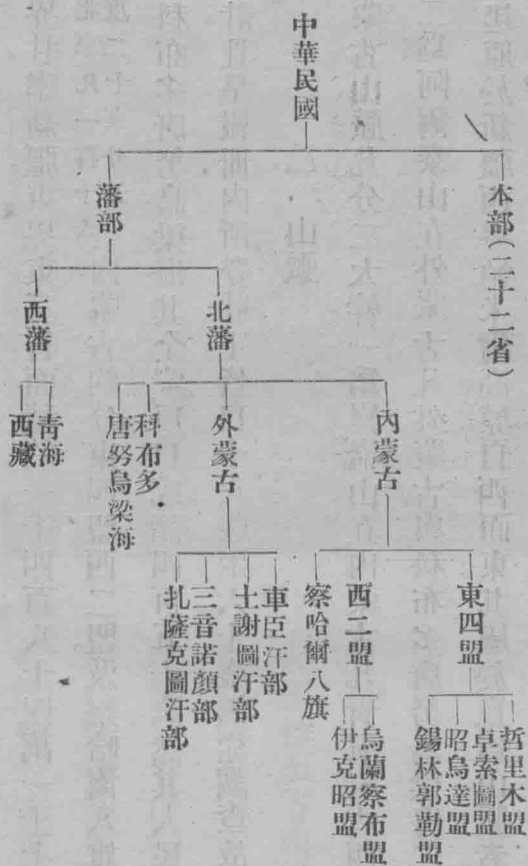 中華民國
本部（二十二省）
藩部
北藩
西藩
內蒙古
外蒙古
科布多
唐努烏梁海
青海
西藏
東四盟
西二盟
察哈爾八旗
車臣汗部
土謝圖汗部
三音諾顏部
扎薩克圖汗部
哲里木盟
卓索圖盟
昭烏達盟
錫林郭勒盟
烏蘭察布盟
伊克昭盟